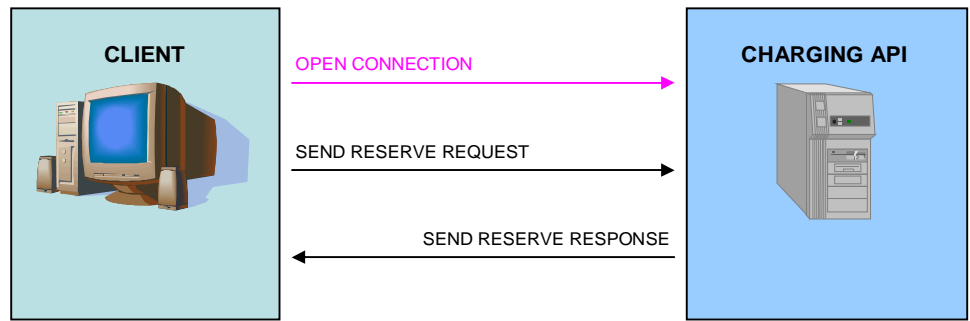 CLIENT
CHARGING API
OPEN CONNECTION
SEND RESERVE REQUEST
SEND RESERVE RESPONSE